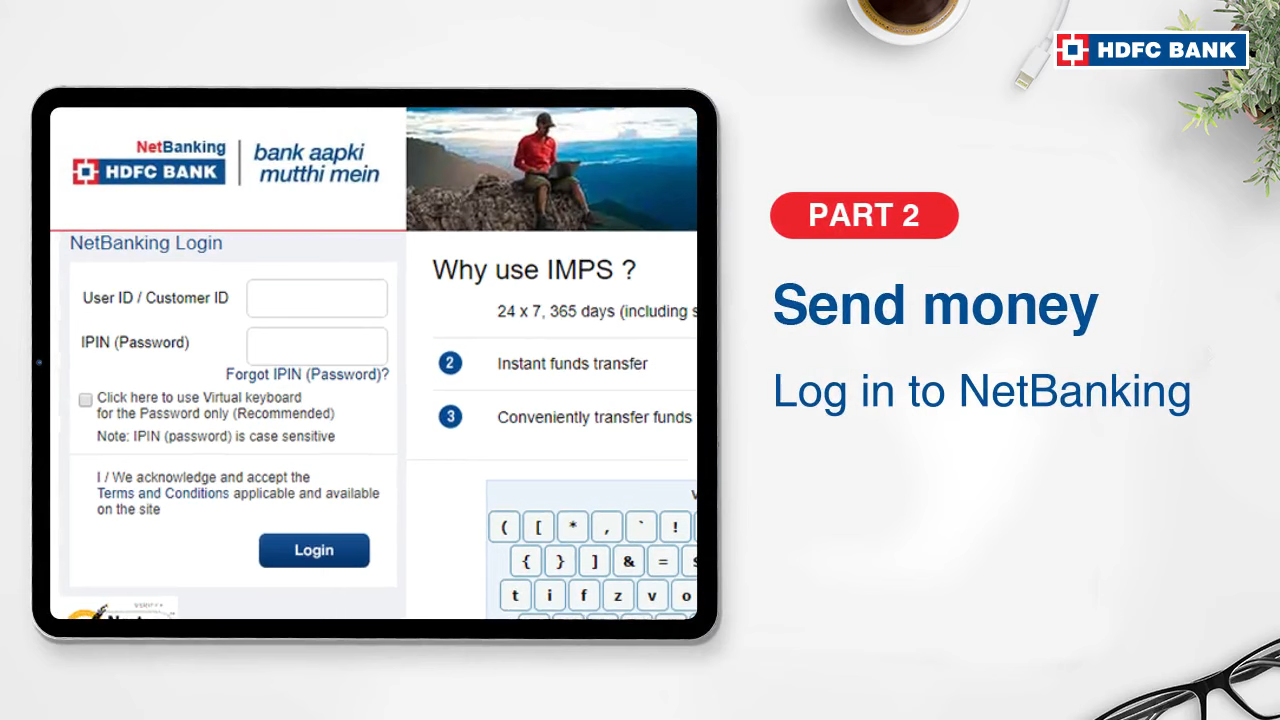 HDFC BANK
NetBanking
HDFC BANK
bank aapki
mutthi mein
NetBanking Login
User ID / Customer ID
IPIN (Password)
Forgot IPIN (Password)?
Click here to use Virtual keyboard
for the Password only (Recommended)
Note: IPIN (password) is case sensitive
I / We acknowledge and accept the
Terms and Conditions applicable and available
on the site
Login
Why use IMPS ?
24 x 7, 365 days (including
2 Instant funds transfer
3 Conveniently transfer funds
( [ * , ` !
{ } ] & =
t i f z v o
PART 2
Send money
Log in to NetBanking